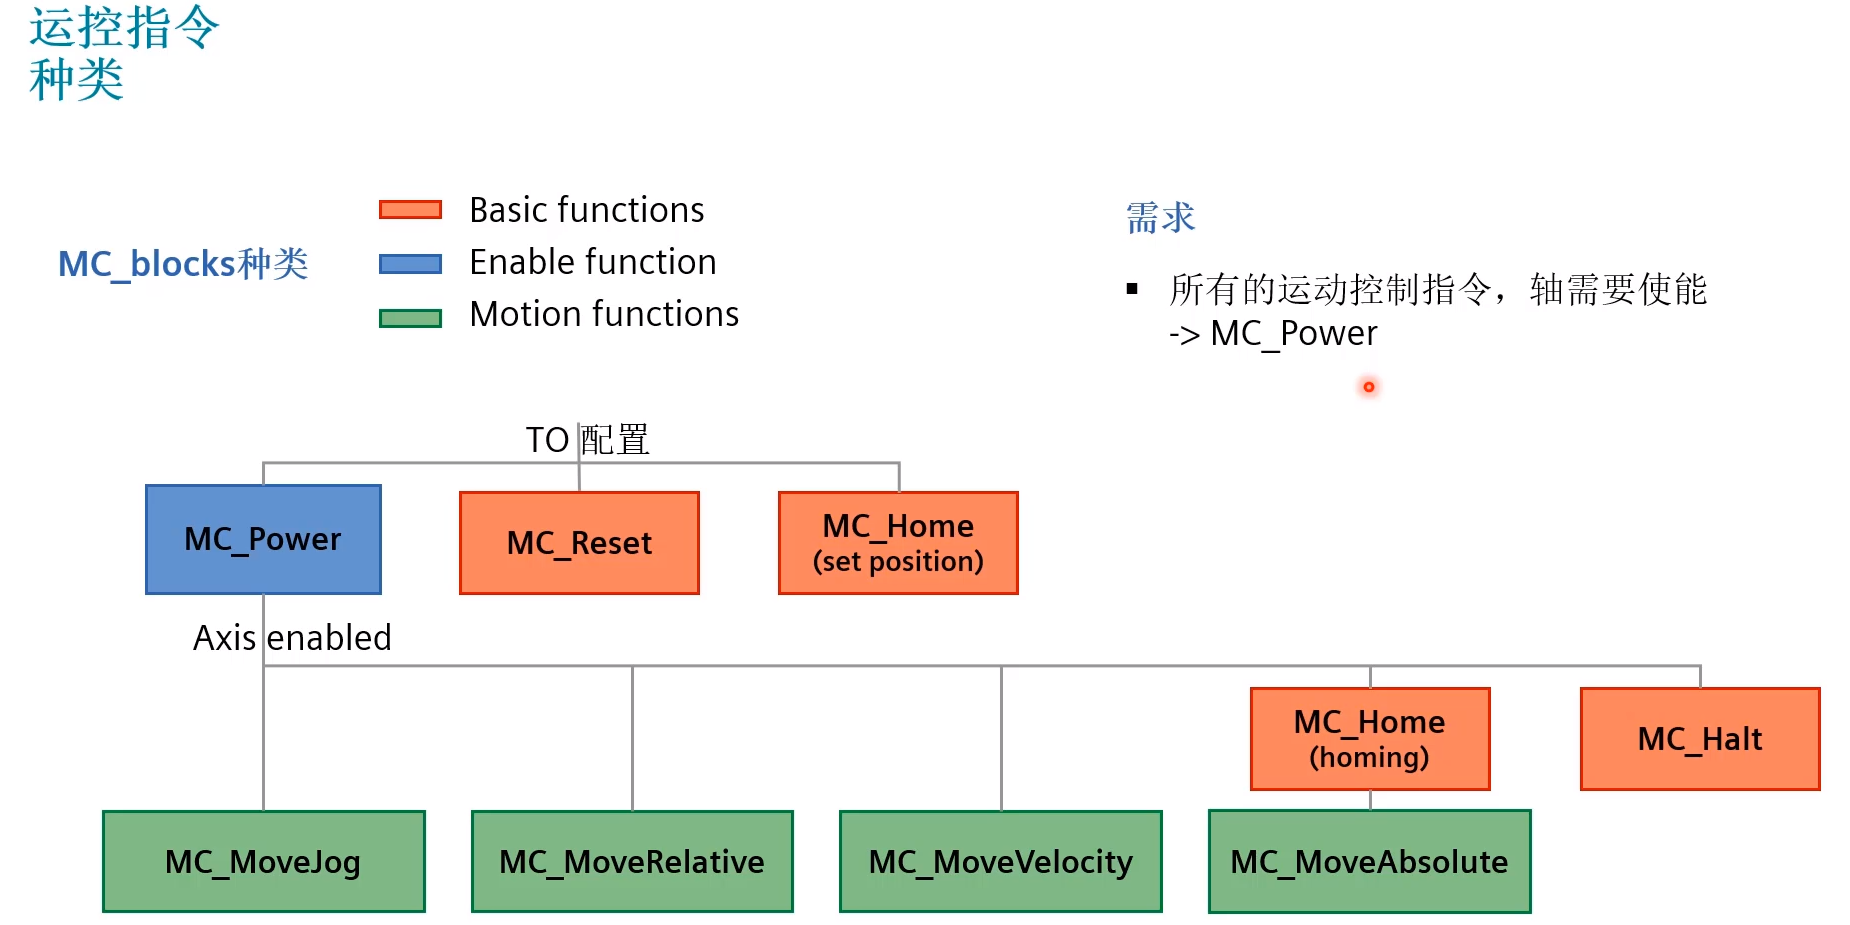 运控指令
种类
MC_blocks种类
Basic functions
Enable function
Motion functions
需求
▪ 所有的运动控制指令，轴需要使能
-> MC_Power
TO 配置
MC_Power
MC_Reset
MC_Home
(set position)
Axis enabled
MC_Home
(homing)
MC_Halt
MC_MoveJog
MC_MoveRelative
MC_MoveVelocity
MC_MoveAbsolute